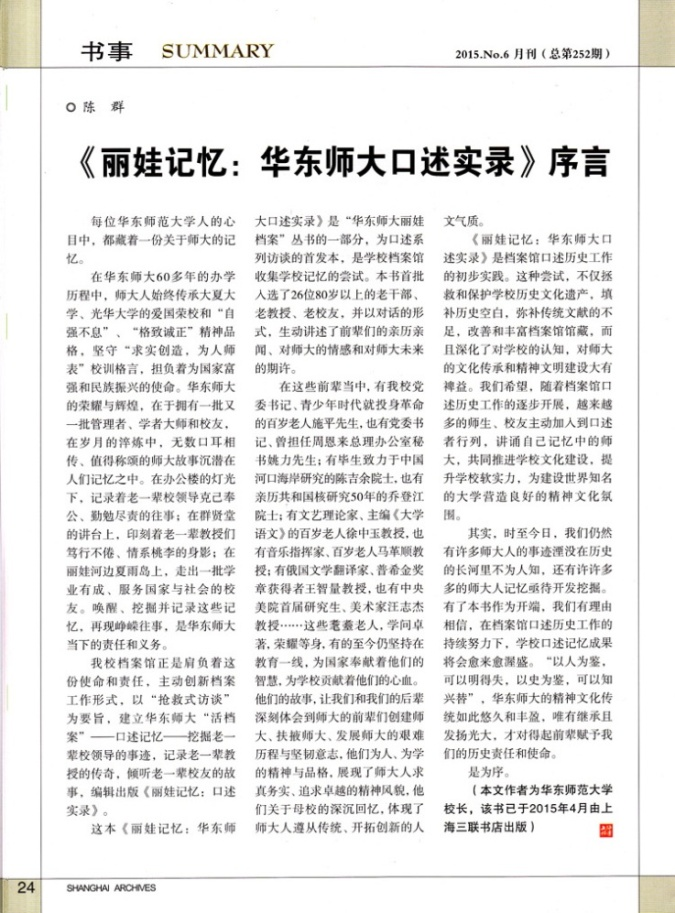 书事 SUMMARY
2015.No.6 月刊（总第252期）
陈 群
《丽娃记忆：华东师大口述实录》序言
每位华东师范大学人的心
目中，都藏着一份关于师大的记
忆。
在华东师大60多年的办学
历程中，师大人始终传承大夏大
学、光华大学的爱国荣校和“自
强不息”、“格致诚正”精神品
格，坚守“求实创造，为人师
表”校训格言，担负着为国家富
强和民族振兴的使命。华东师大
的荣耀与辉煌，在于拥有一批又
一批管理者、学者大师和校友，
在岁月的淬炼中，无数口耳相
传、值得称颂的师大故事沉潜在
人们记忆之中。在办公楼的灯光
下，记录着老一辈校领导克己奉
公、勤勉尽责的往事；在群贤堂
的讲台上，印刻着老一辈教授们
笃行不倦、情系桃李的身影；在
丽娃河边夏雨岛上，走出一批学
业有成、服务国家与社会的校
友。唤醒、挖掘并记录这些记
忆，再现峥嵘往事，是华东师大
当下的责任和义务。
我校档案馆正是肩负着这
份使命和责任，主动创新档案
工作形式，以“抢救式访谈”
为要旨，建立华东师大“活档
案”——口述记忆——挖掘老一
辈校领导的事迹，记录老一辈教
授的传奇，倾听老一辈校友的故
事，编辑出版《丽娃记忆：口述
实录》。
这本《丽娃记忆：华东师
大口述实录》是“华东师大丽娃
档案”丛书的一部分，为口述系
列访谈的首发本，是学校档案馆
收集学校记忆的尝试。本书首批
入选了26位80岁以上的老干部、
老教授、老校友，并以对话的形
式，生动讲述了前辈们的亲历亲
闻、对师大的情感和对师大未来
的期许。
在这些前辈当中，有我校党
委书记、青少年时代就投身革命
的百岁老人施平先生，也有党委书
记、曾担任周恩来总理办公室秘
书姚力先生；有毕生致力于中国
河口海岸研究的陈吉余院士，也有
亲历共和国核研究50年的乔登江
院士；有文艺理论家、主编《大学
语文》的百岁老人徐中玉教授，也
有音乐指挥家、百岁老人马革顺教
授；有俄国文学翻译家、普希金奖
章获得者王智量教授，也有中央
美院首届研究生、美术家汪志杰
教授……这些耄耋老人，学问卓
著，荣耀等身，有的至今仍坚持在
教育一线，为国家奉献着他们的
智慧，为学校贡献着他们的心血。
他们的故事，让我们和我们的后辈
深刻体会到师大的前辈们创建师
大、扶掖师大、发展师大的艰难
历程与坚韧意志，他们为人、为学
的精神与品格，展现了师大人求
真务实、追求卓越的精神风貌，他
们关于母校的深沉回忆，体现了
师大人遵从传统、开拓创新的人
文气质。
《丽娃记忆：华东师大口
述实录》是档案馆口述历史工作
的初步实践。这种尝试，不仅拯
救和保护学校历史文化遗产，填
补历史空白，弥补传统文献的不
足，改善和丰富档案馆馆藏，而
且深化了对学校的认知，对师大
的文化传承和精神文明建设大有
裨益。我们希望，随着档案馆口
述历史工作的逐步开展，越来越
多的师生、校友主动加入到口述
者行列，讲诵自己记忆中的师
大，共同推进学校文化建设，提
升学校软实力，为建设世界知名
的大学营造良好的精神文化氛
围。
其实，时至今日，我们仍然
有许多师大人的事迹湮没在历史
的长河里不为人知，还有许许多
多的师大人记忆亟待开发挖掘。
有了本书作为开端，我们有理由
相信，在档案馆口述历史工作的
持续努力下，学校口述记忆成果
将会愈来愈渥盛。“以人为鉴，
可以明得失，以史为鉴，可以知
兴替”，华东师大的精神文化传
统如此悠久和丰盈，唯有继承且
发扬光大，才对得起前辈赋予我
们的历史责任和使命。
是为序。
（本文作者为华东师范大学
校长，该书已于2015年4月由上
海三联书店出版）
24 SHANGHAI ARCHIVES